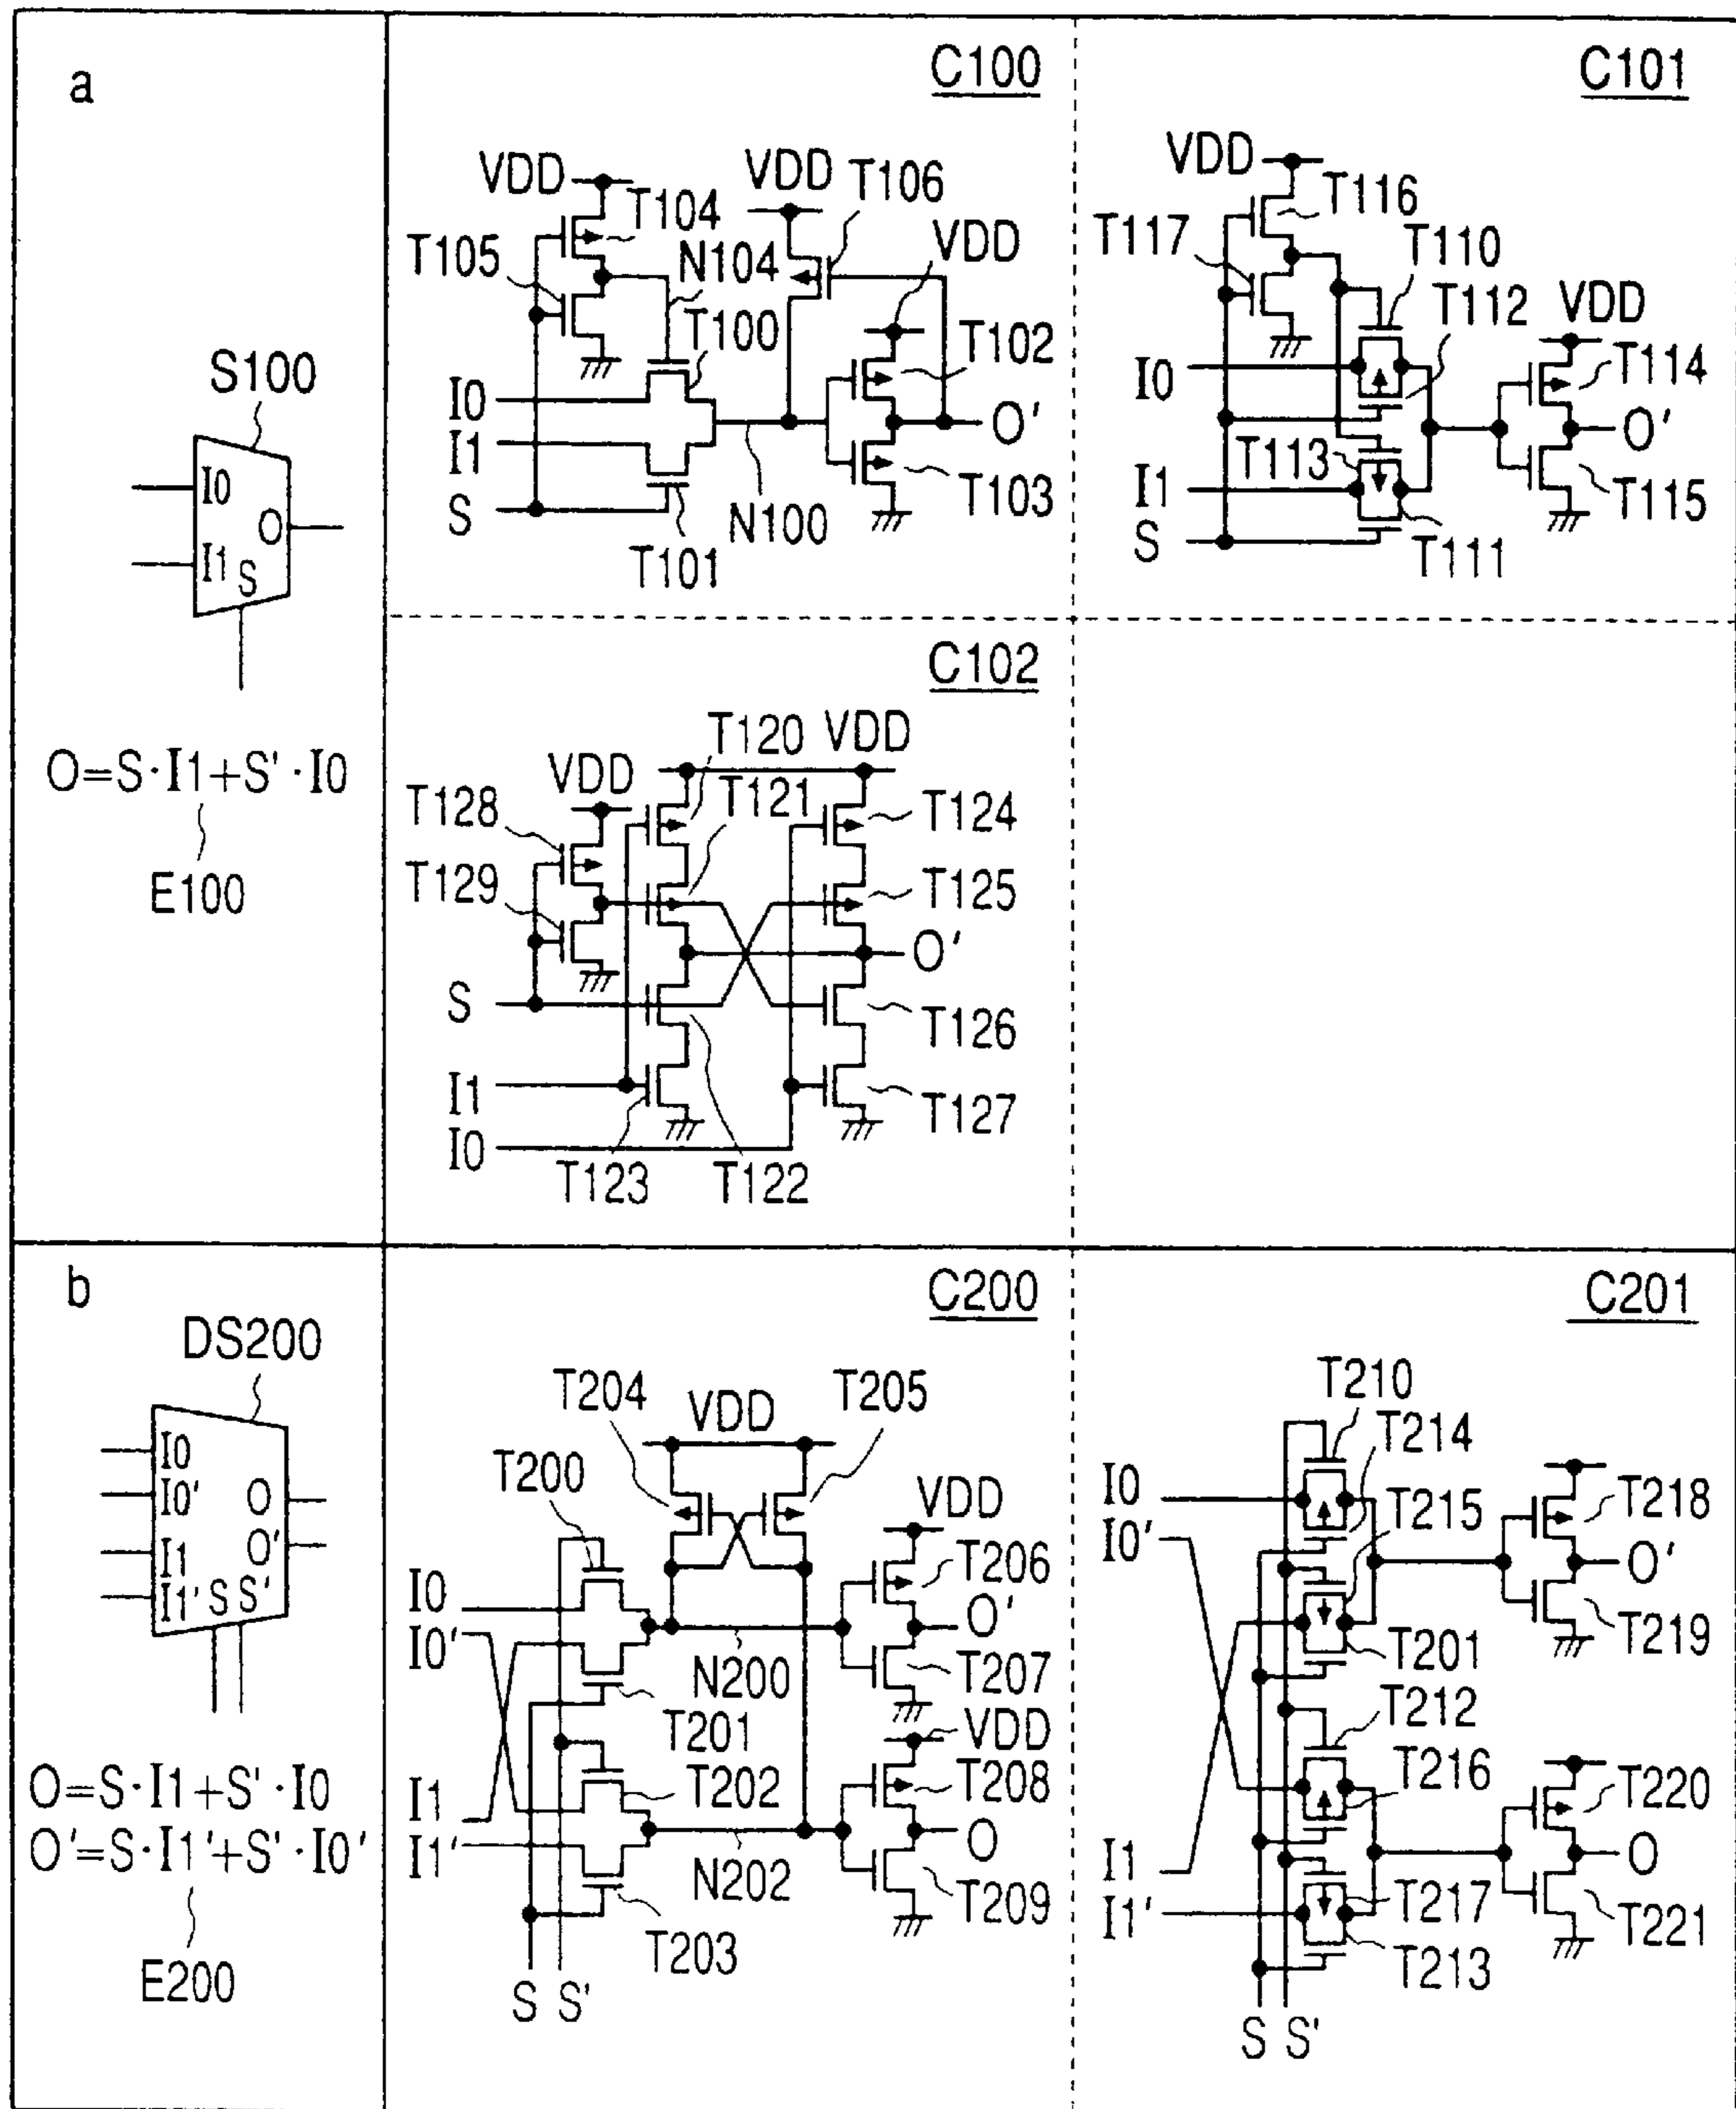 a
S100
I0
I1
S
O
O=S·I1+S'·I0
E100
C100
VDD
T104
T105
N104
T100
VDD
T106
VDD
T102
I0
I1
S
O'
T103
N100
T101
C101
VDD
T116
T117
T110
T112
VDD
I0
T114
O'
T113
I1
T115
S
T111
C102
T120
VDD
VDD
T128
T121
T124
T129
T125
O'
S
T126
I1
T127
I0
T123
T122
b
DS200
I0
I0'
I1
I1'
S
S'
O
O'
O=S·I1+S'·I0
O'=S·I1'+S'·I0'
E200
C200
T204
T205
VDD
T200
VDD
T206
I0
I0'
O'
N200
T207
T201
VDD
T202
T208
I1
I1'
O
N202
T209
T203
S
S'
C201
T210
T214
I0
T215
T218
I0'
O'
T201
T219
T212
T216
T220
I1
O
T217
I1'
T221
T213
S
S'